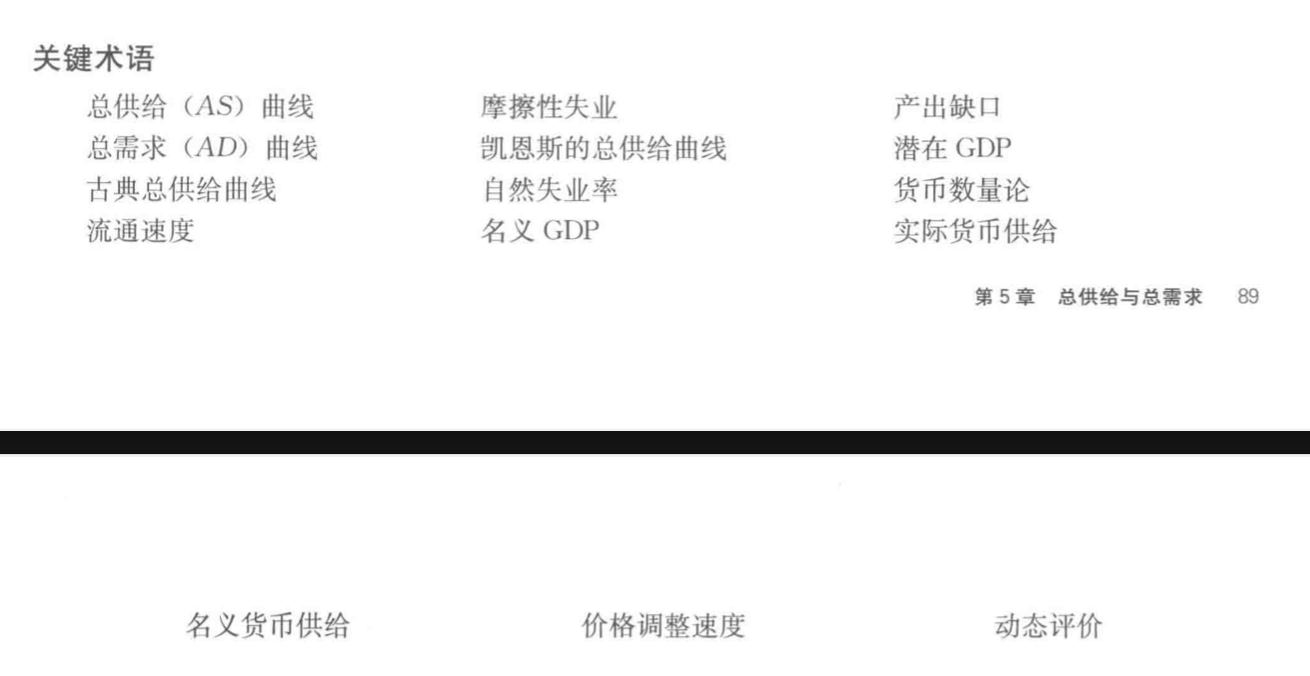 关键术语
总供给（AS）曲线 摩擦性失业 产出缺口
总需求（AD）曲线 凯恩斯的总供给曲线 潜在 GDP
古典总供给曲线 自然失业率 货币数量论
流通速度 名义 GDP 实际货币供给
第 5 章 总供给与总需求 89
名义货币供给 价格调整速度 动态评价